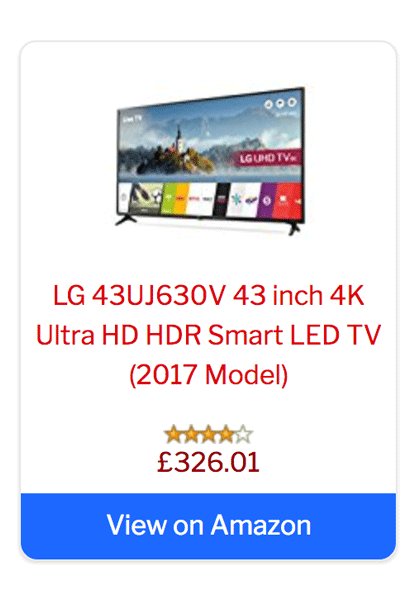 Live TV
LG UHD TV 4K
LG 43UJ630V 43 inch 4K
Ultra HD HDR Smart LED TV
(2017 Model)
£326.01
View on Amazon